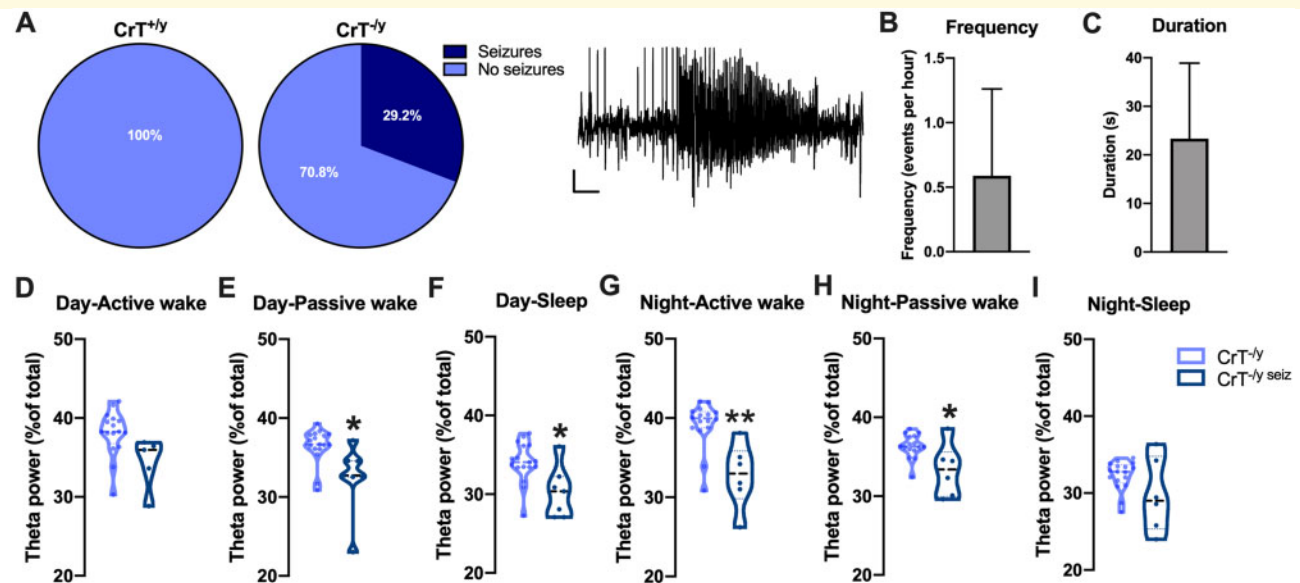 A
CrT+/y
CrT-/y
Seizures
No seizures
100%
29.2%
70.8%
B
Frequency
Frequency (events per hour)
1.5
1.0
0.5
0.0
C
Duration
Duration (s)
40
30
20
10
0
D
Day-Active wake
Theta power (%of total)
50
40
30
20
E
Day-Passive wake
Theta power (%of total)
50
40
30
20
*
F
Day-Sleep
Theta power (%of total)
50
40
30
20
*
G
Night-Active wake
Theta power (%of total)
50
40
30
20
**
H
Night-Passive wake
Theta power (%of total)
50
40
30
20
*
I
Night-Sleep
Theta power (%of total)
50
40
30
20
CrT-/y
CrT-/y seiz